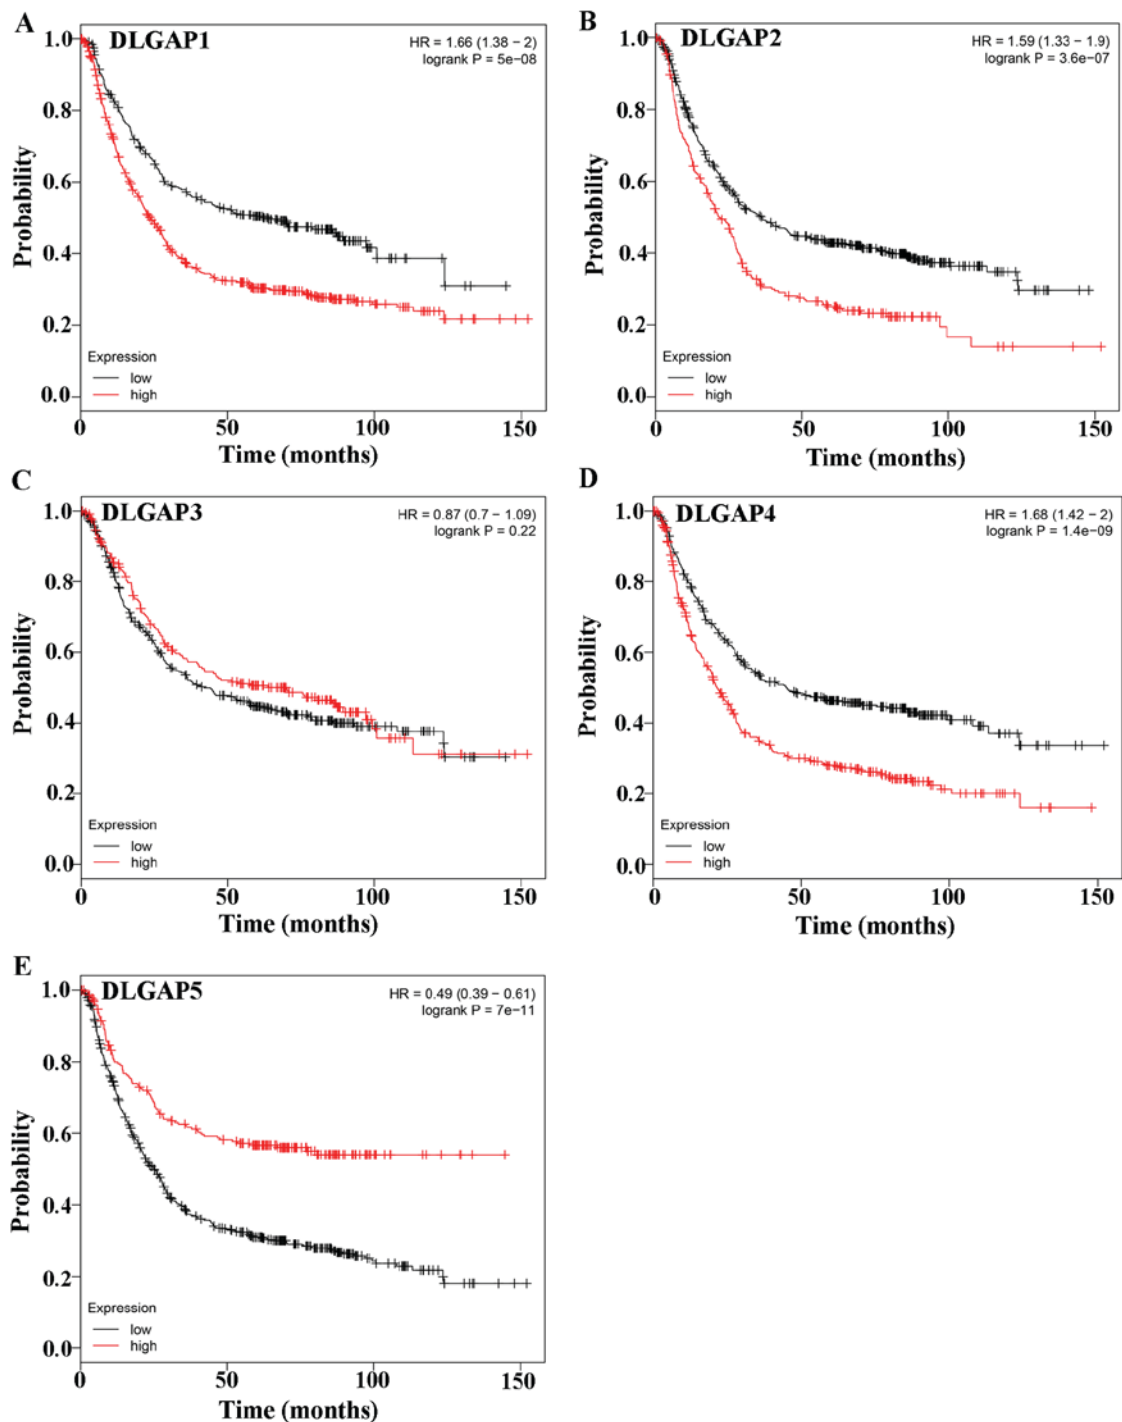 A
DLGAP1
HR = 1.66 (1.38 − 2)
logrank P = 5e−08
Probability
1.0
0.8
0.6
0.4
0.2
0.0
Expression
low
high
0 50 100 150
Time (months)
B
DLGAP2
HR = 1.59 (1.33 − 1.9)
logrank P = 3.6e−07
Probability
1.0
0.8
0.6
0.4
0.2
0.0
Expression
low
high
0 50 100 150
Time (months)
C
DLGAP3
HR = 0.87 (0.7 − 1.09)
logrank P = 0.22
Probability
1.0
0.8
0.6
0.4
0.2
0.0
Expression
low
high
0 50 100 150
Time (months)
D
DLGAP4
HR = 1.68 (1.42 − 2)
logrank P = 1.4e−09
Probability
1.0
0.8
0.6
0.4
0.2
0.0
Expression
low
high
0 50 100 150
Time (months)
E
DLGAP5
HR = 0.49 (0.39 − 0.61)
logrank P = 7e−11
Probability
1.0
0.8
0.6
0.4
0.2
0.0
Expression
low
high
0 50 100 150
Time (months)